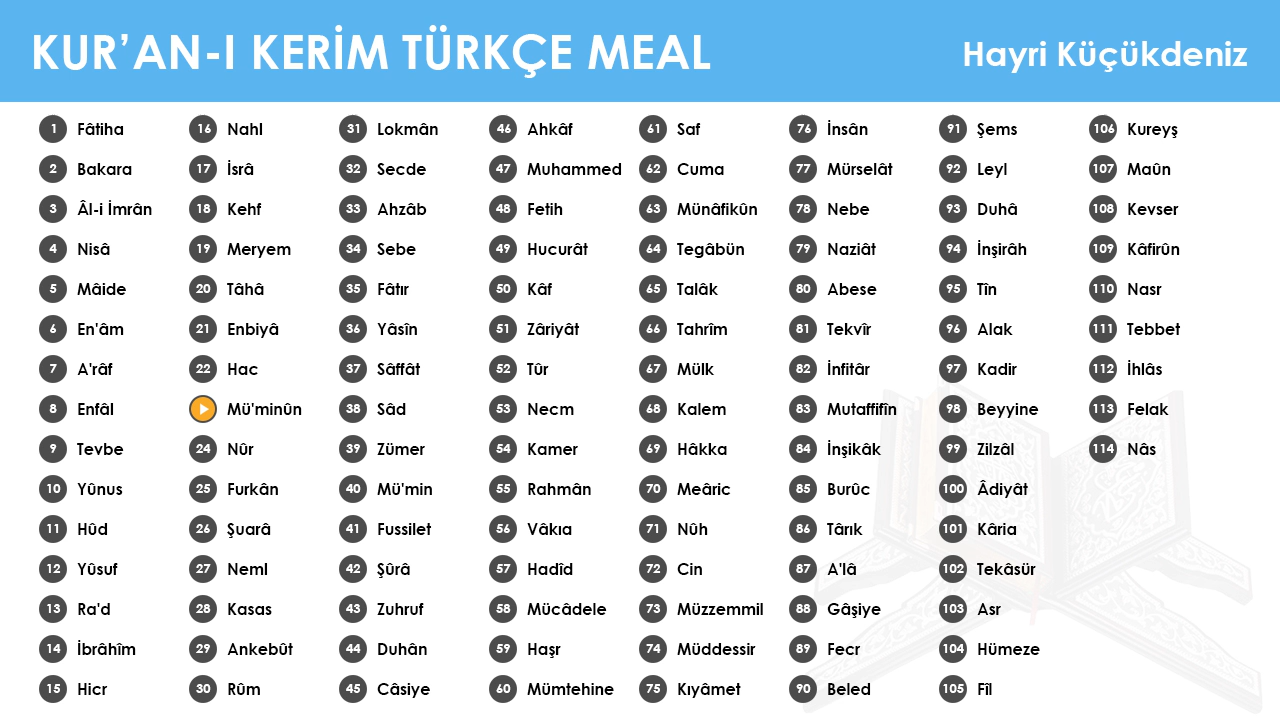 KUR’AN-I KERİM TÜRKÇE MEAL
Hayri Küçükdeniz
1 Fâtiha
2 Bakara
3 Âl-i İmrân
4 Nisâ
5 Mâide
6 En'âm
7 A'râf
8 Enfâl
9 Tevbe
10 Yûnus
11 Hûd
12 Yûsuf
13 Ra'd
14 İbrâhîm
15 Hicr
16 Nahl
17 İsrâ
18 Kehf
19 Meryem
20 Tâhâ
21 Enbiyâ
22 Hac
Mü'minûn
24 Nûr
25 Furkân
26 Şuarâ
27 Neml
28 Kasas
29 Ankebût
30 Rûm
31 Lokmân
32 Secde
33 Ahzâb
34 Sebe
35 Fâtır
36 Yâsîn
37 Sâffât
38 Sâd
39 Zümer
40 Mü'min
41 Fussilet
42 Şûrâ
43 Zuhruf
44 Duhân
45 Câsiye
46 Ahkâf
47 Muhammed
48 Fetih
49 Hucurât
50 Kâf
51 Zâriyât
52 Tûr
53 Necm
54 Kamer
55 Rahmân
56 Vâkıa
57 Hadîd
58 Mücâdele
59 Haşr
60 Mümtehine
61 Saf
62 Cuma
63 Münâfikûn
64 Tegâbün
65 Talâk
66 Tahrîm
67 Mülk
68 Kalem
69 Hâkka
70 Meâric
71 Nûh
72 Cin
73 Müzzemmil
74 Müddessir
75 Kıyâmet
76 İnsân
77 Mürselât
78 Nebe
79 Naziât
80 Abese
81 Tekvîr
82 İnfitâr
83 Mutaffifîn
84 İnşikâk
85 Burûc
86 Târık
87 A'lâ
88 Gâşiye
89 Fecr
90 Beled
91 Şems
92 Leyl
93 Duhâ
94 İnşirâh
95 Tîn
96 Alak
97 Kadir
98 Beyyine
99 Zilzâl
100 Âdiyât
101 Kâria
102 Tekâsür
103 Asr
104 Hümeze
105 Fîl
106 Kureyş
107 Maûn
108 Kevser
109 Kâfirûn
110 Nasr
111 Tebbet
112 İhlâs
113 Felak
114 Nâs